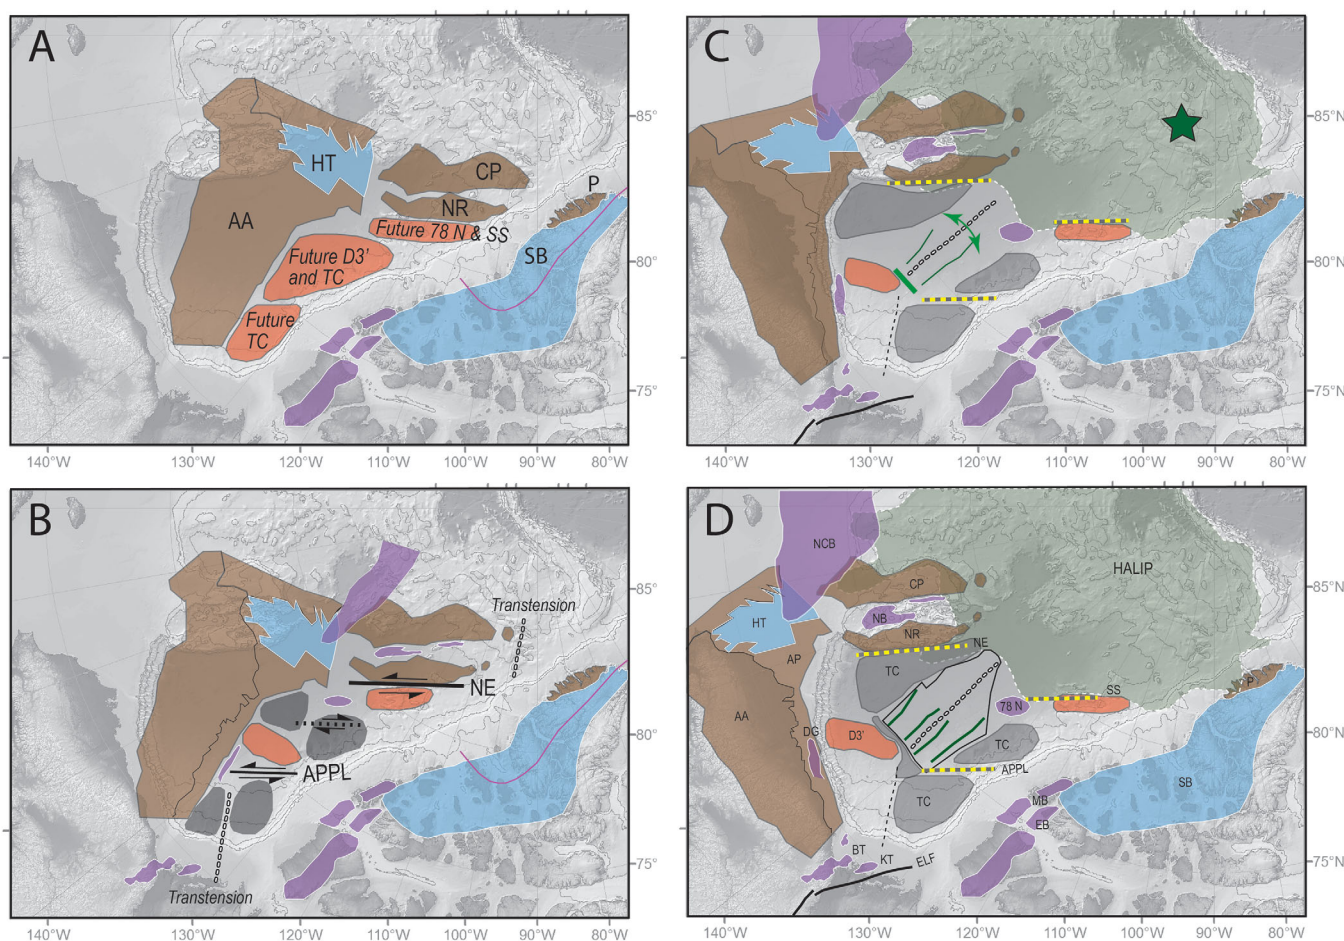 A
HT
CP
P
AA
NR
Future 78 N & SS
SB
Future D3'
and TC
Future
TC
85°
80°W
75°
140°W
130°W
120°W
110°W
100°W
90°W
80°W
C
85°N
80°N
75°N
140°W
130°W
120°W
110°W
100°W
90°W
80°W
B
Transtension
NE
APPL
Transtension
85°
80°W
75°W
140°W
130°W
120°W
110°W
100°W
90°W
80°W
D
NCB
HALIP
CP
HT
NB
NR
NE
AP
TC
P
SS
78 N
AA
DG
D3'
TC
APPL
SB
TC
MB
EB
BT
KT
ELF
85°N
80°N
75°N
140°W
130°W
120°W
110°W
100°W
90°W
80°W